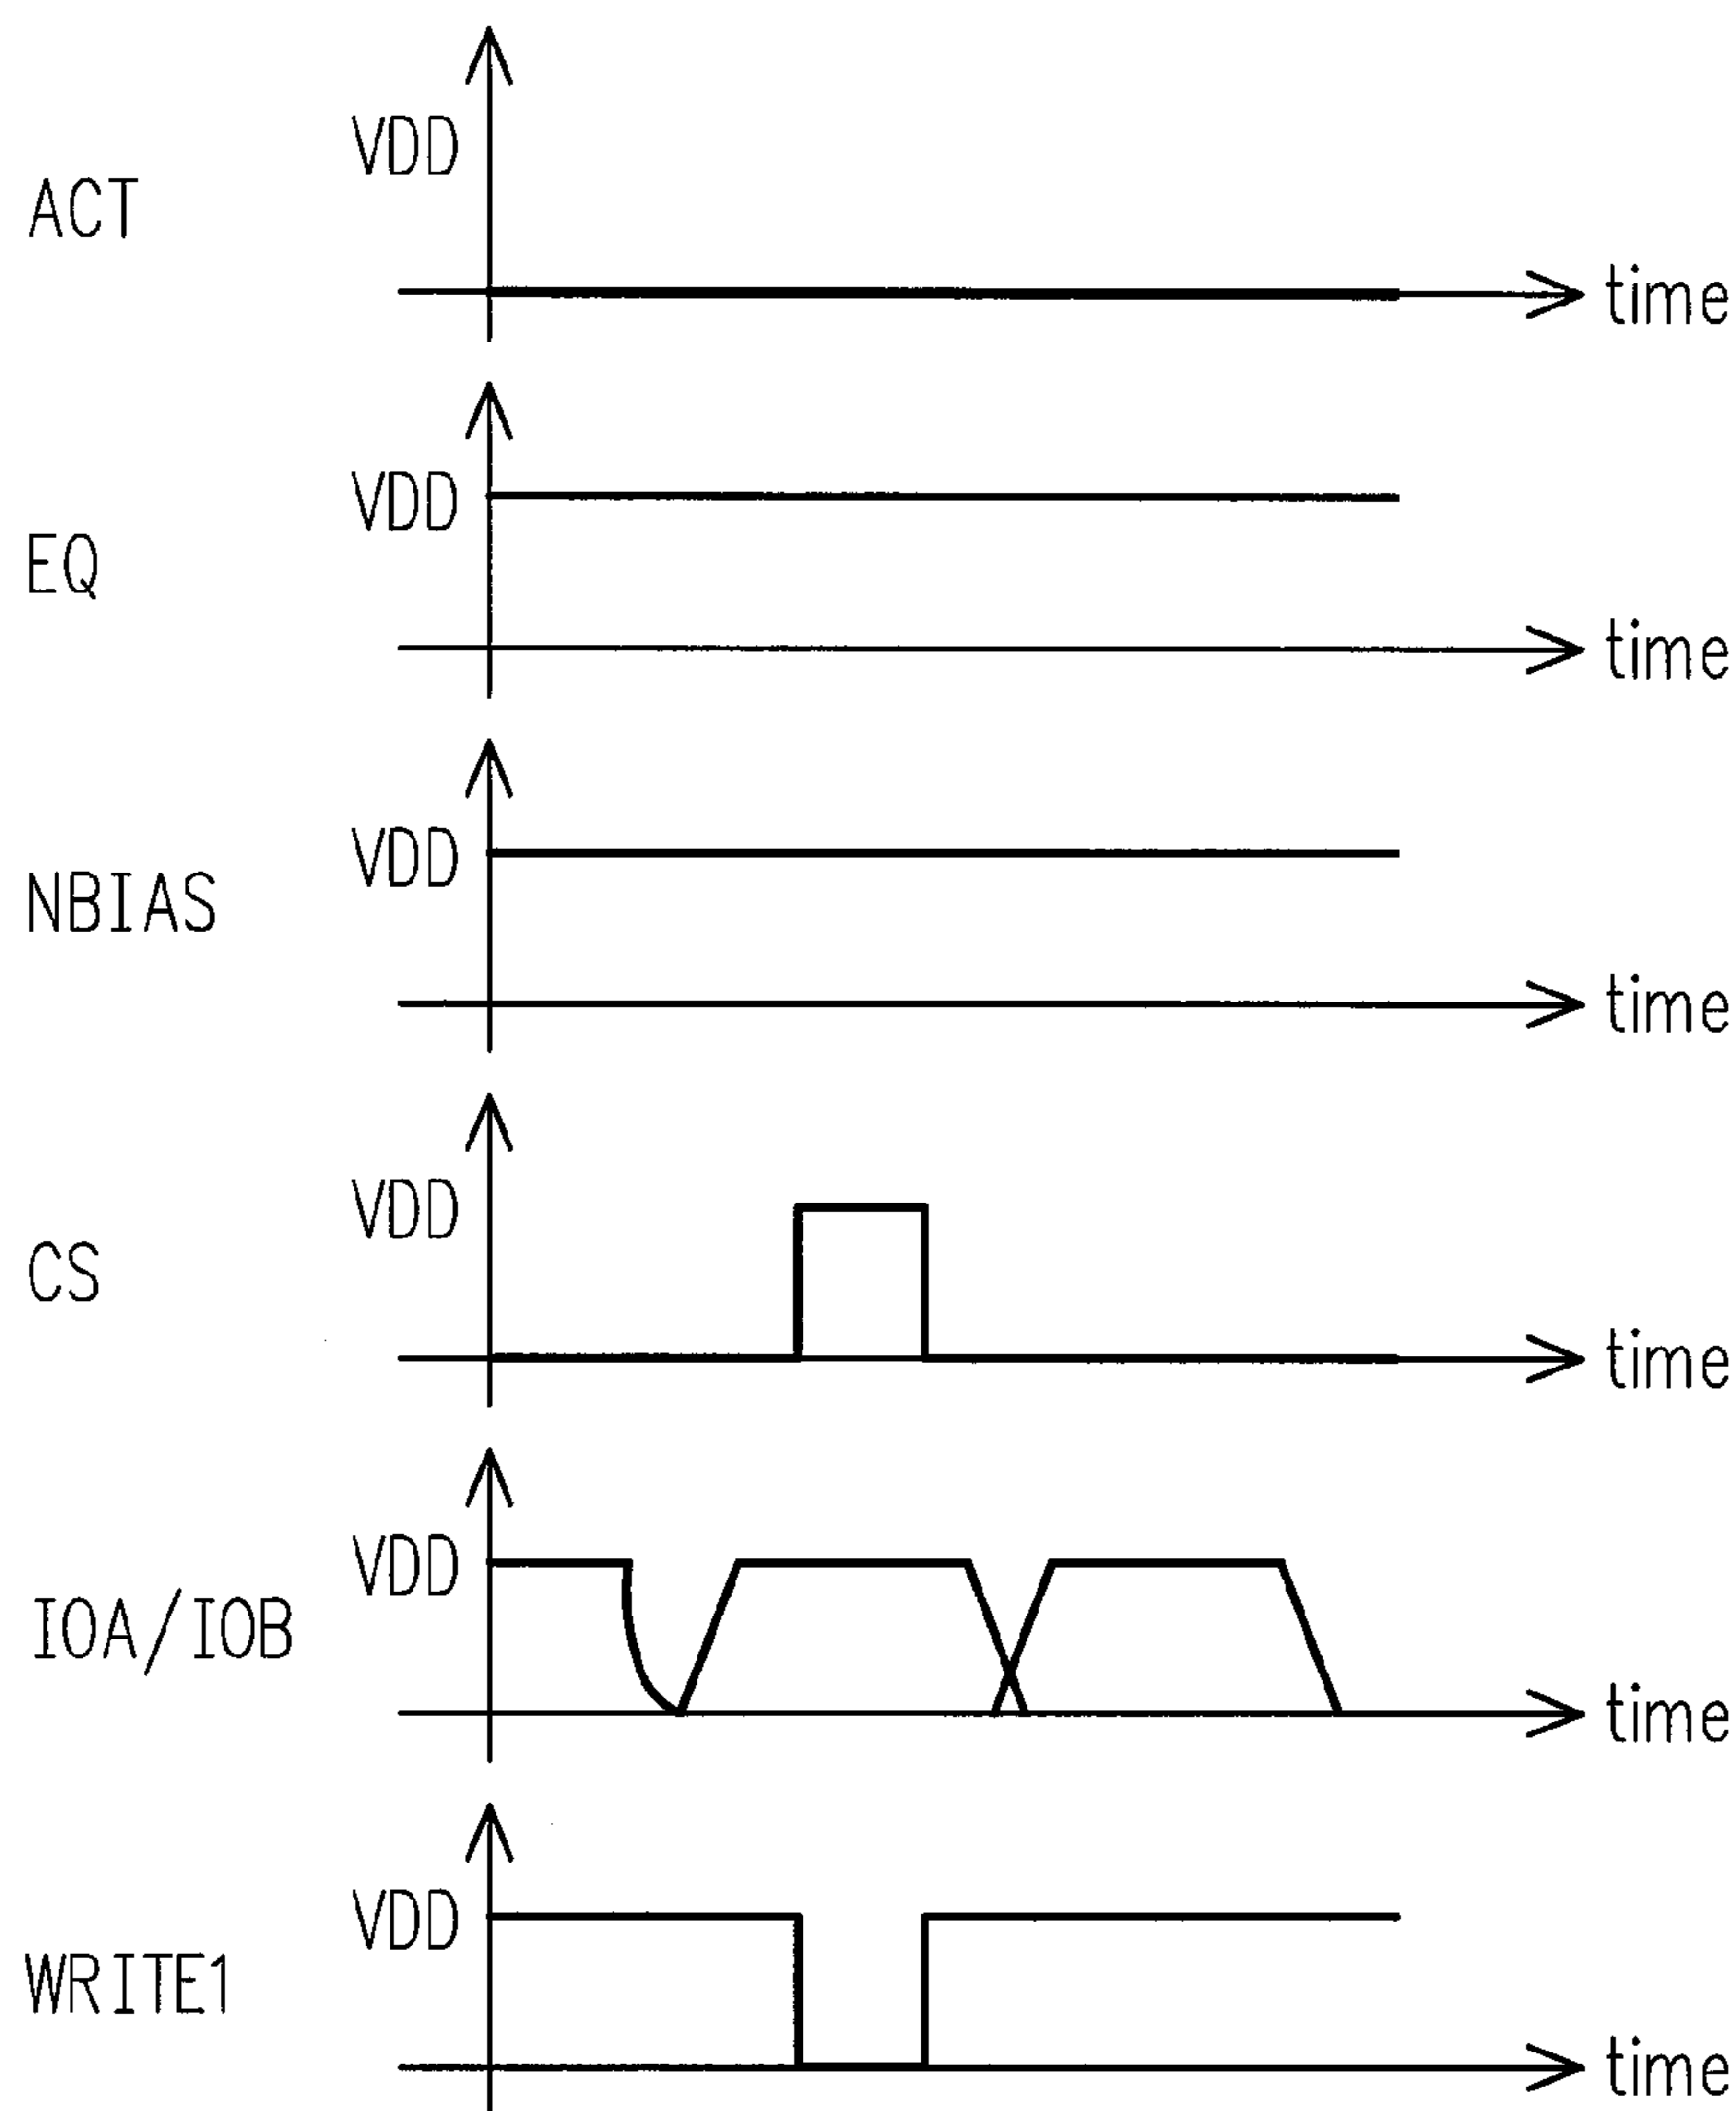 VDD
ACT
time
VDD
EQ
time
VDD
NBIAS
time
VDD
CS
time
VDD
IOA/IOB
time
VDD
WRITE1
time